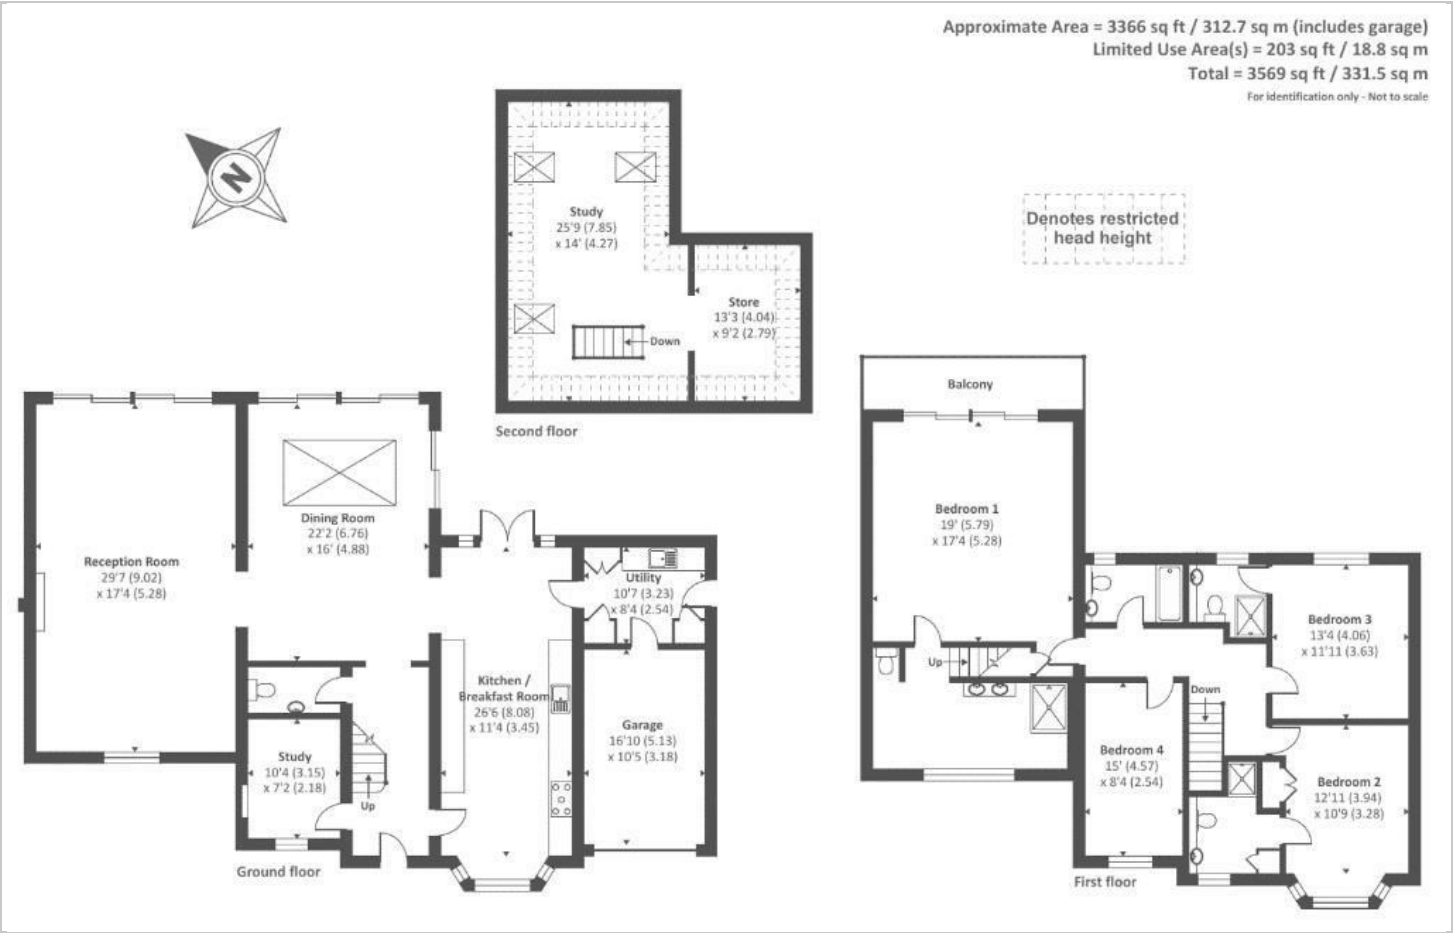 Approximate Area = 3366 sq ft / 312.7 sq m (includes garage)
Limited Use Area(s) = 203 sq ft / 18.8 sq m
Total = 3569 sq ft / 331.5 sq m
For identification only - Not to scale
N
Denotes restricted
head height
Study
25'9 (7.85)
x 14' (4.27)
Store
13'3 (4.04)
x 9'2 (2.79)
Down
Second floor
Reception Room
29'7 (9.02)
x 17'4 (5.28)
Dining Room
22'2 (6.76)
x 16' (4.88)
Utility
10'7 (3.23)
x 8'4 (2.54)
Kitchen /
Breakfast Room
26'6 (8.08)
x 11'4 (3.45)
Garage
16'10 (5.13)
x 10'5 (3.18)
Study
10'4 (3.15)
x 7'2 (2.18)
Up
Ground floor
Balcony
Bedroom 1
19' (5.79)
x 17'4 (5.28)
Up
Bedroom 3
13'4 (4.06)
x 11'11 (3.63)
Down
Bedroom 4
15' (4.57)
x 8'4 (2.54)
Bedroom 2
12'11 (3.94)
x 10'9 (3.28)
First floor